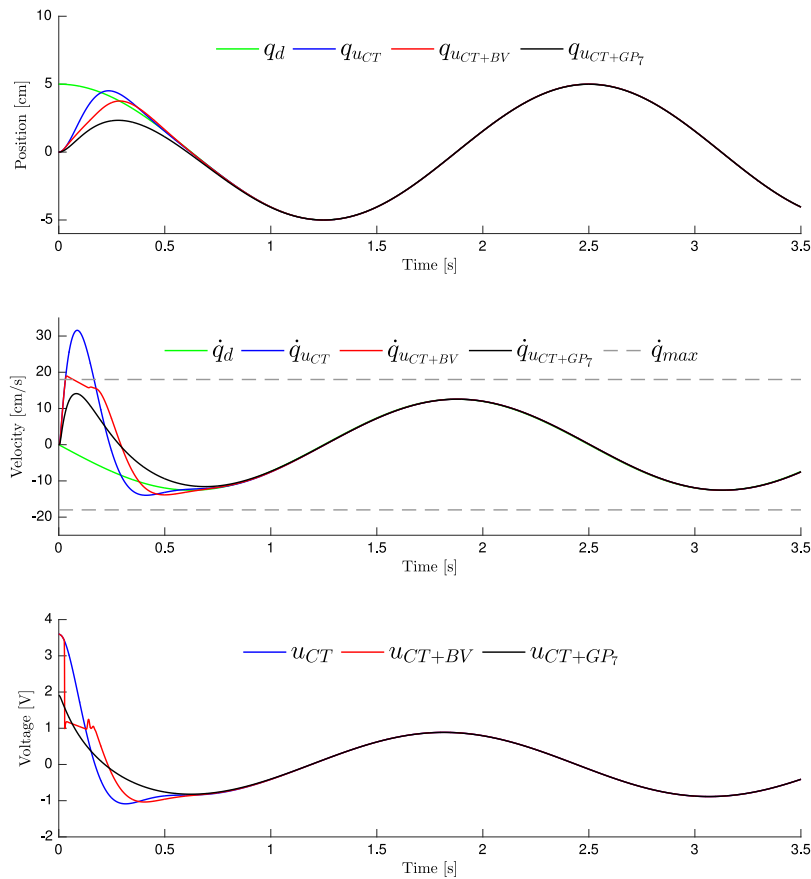 10
5
0
-5
Position [cm]
q_d q_{u_{CT}} q_{u_{CT+BV}} q_{u_{CT+GP_7}}
0 0.5 1 1.5 2 2.5 3 3.5
Time [s]
30
20
10
0
-10
-20
Velocity [cm/s]
q̇_d q̇_{u_{CT}} q̇_{u_{CT+BV}} q̇_{u_{CT+GP_7}} q̇_{max}
0 0.5 1 1.5 2 2.5 3 3.5
Time [s]
4
3
2
1
0
-1
-2
Voltage [V]
u_{CT} u_{CT+BV} u_{CT+GP_7}
0 0.5 1 1.5 2 2.5 3 3.5
Time [s]